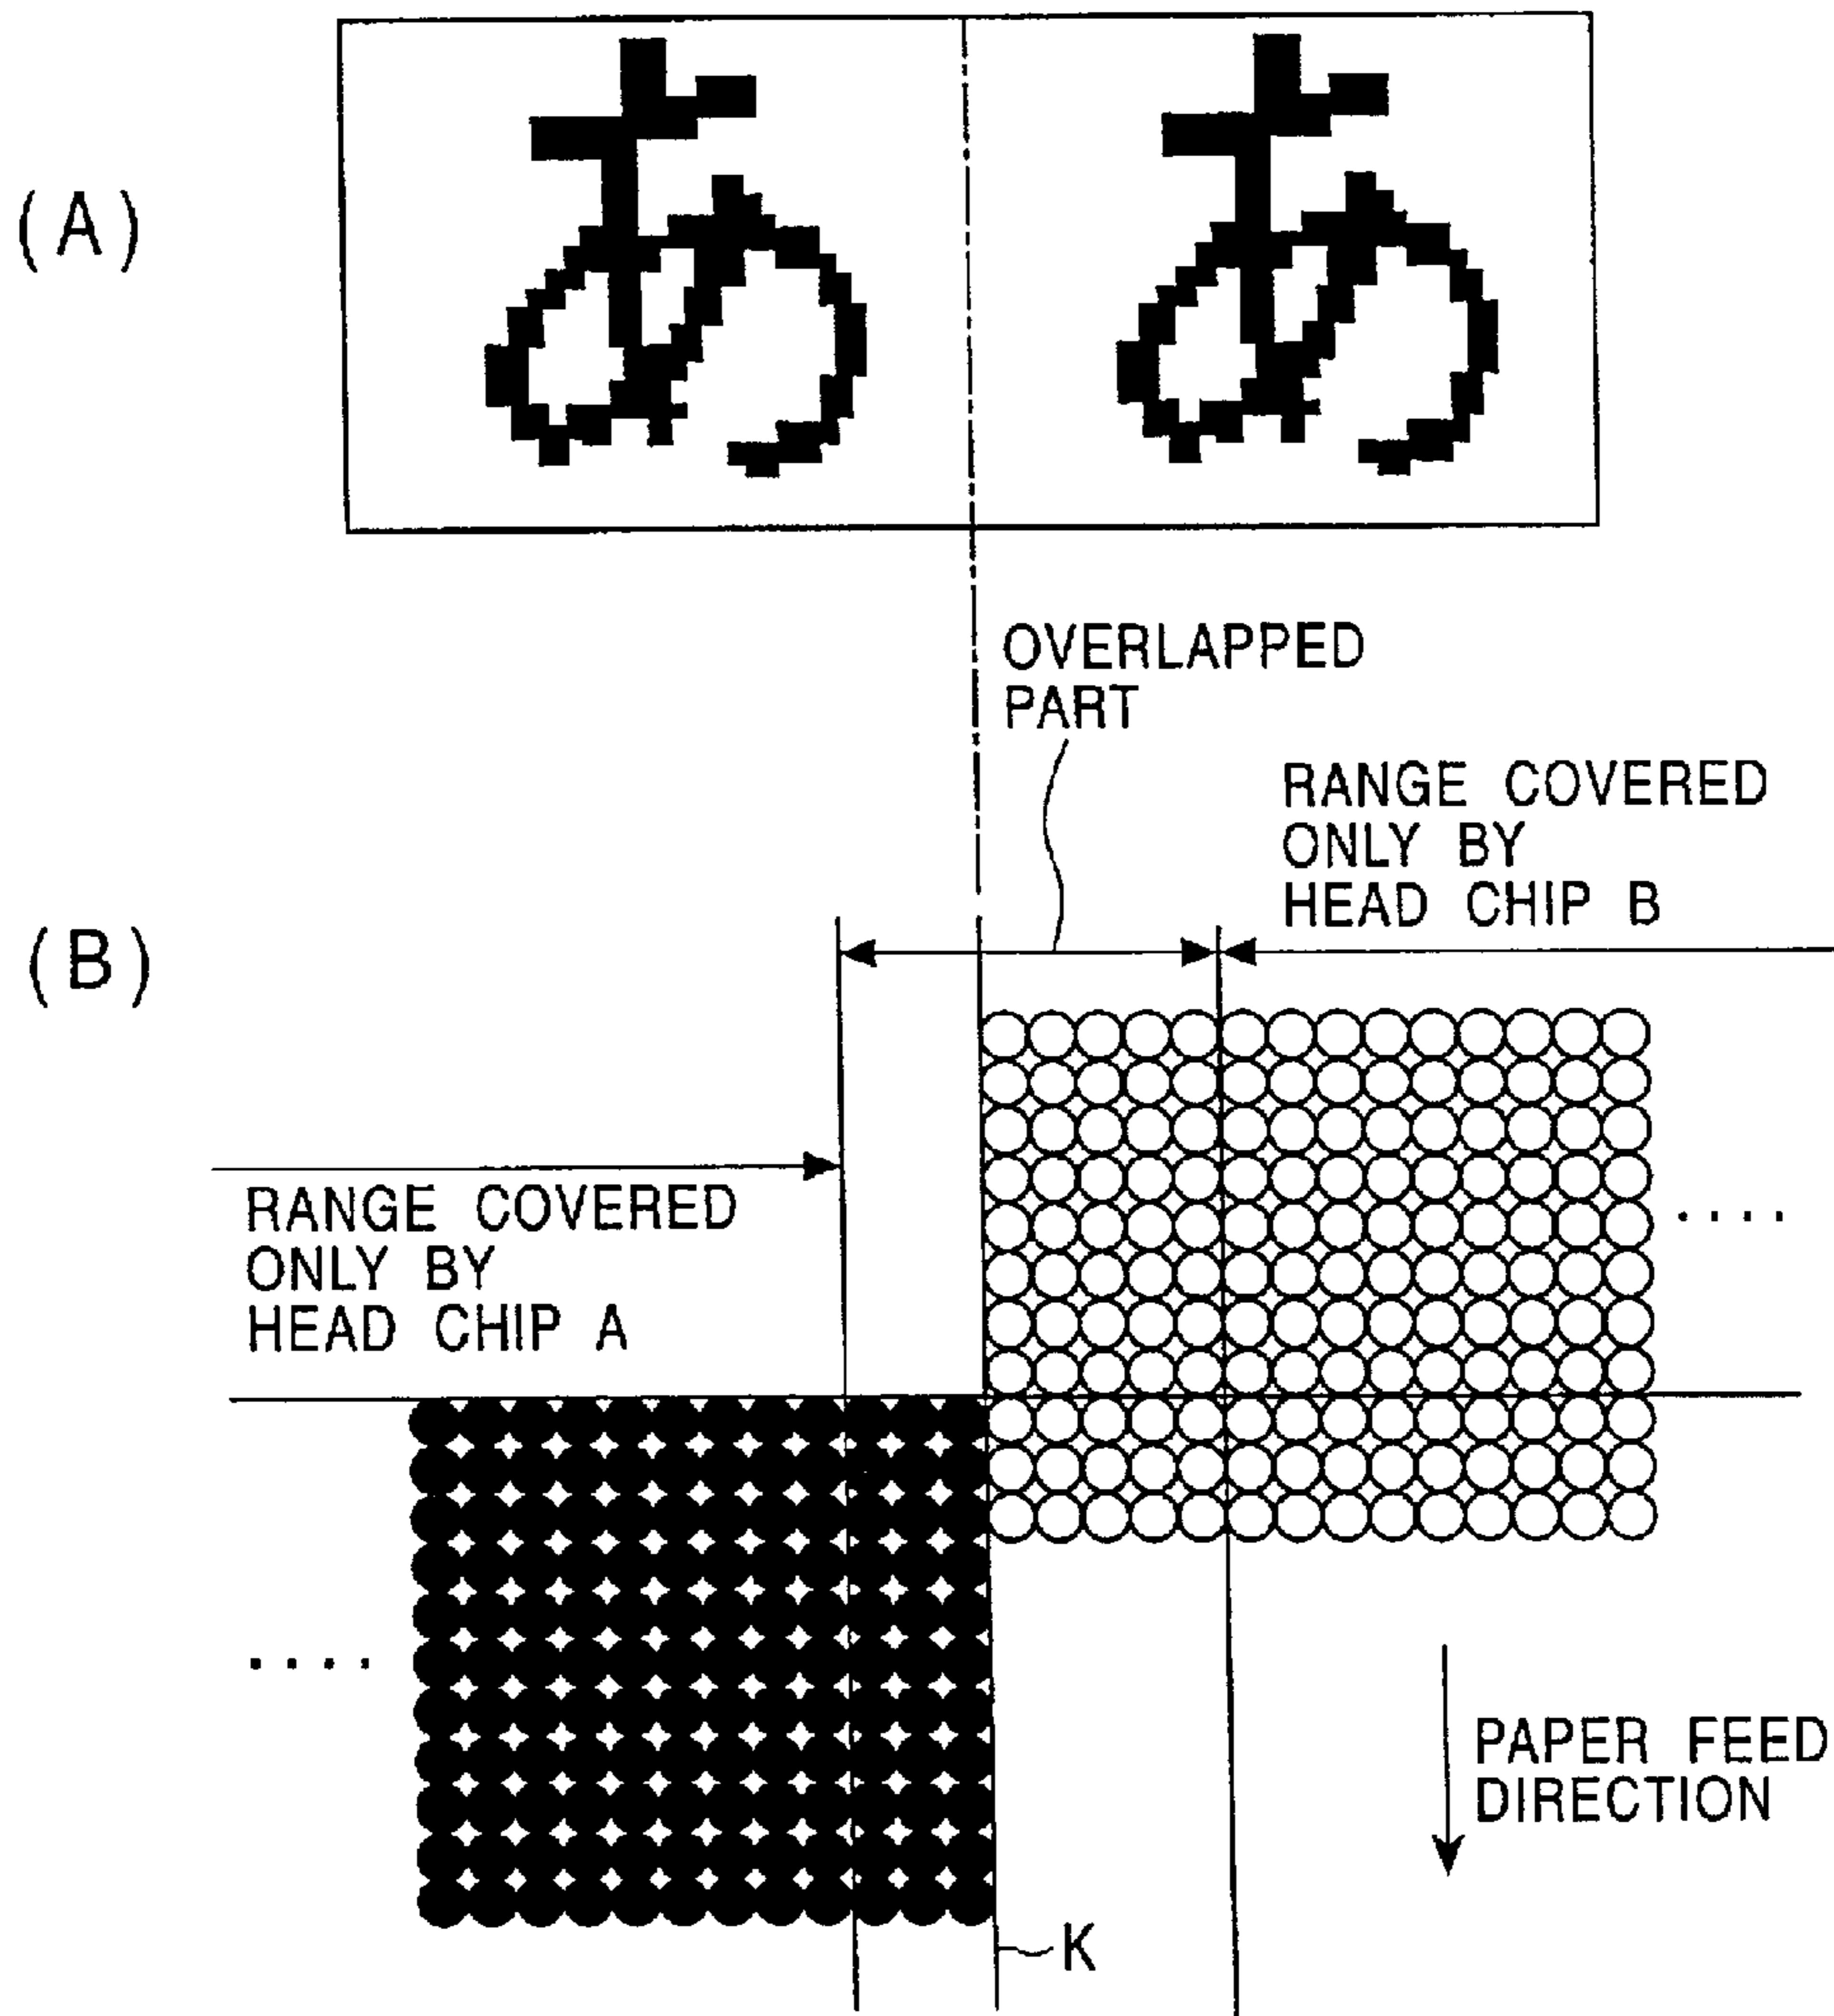 (A)
あ あ
OVERLAPPED
PART
RANGE COVERED
ONLY BY
HEAD CHIP B
(B)
RANGE COVERED
ONLY BY
HEAD CHIP A
PAPER FEED
DIRECTION
K